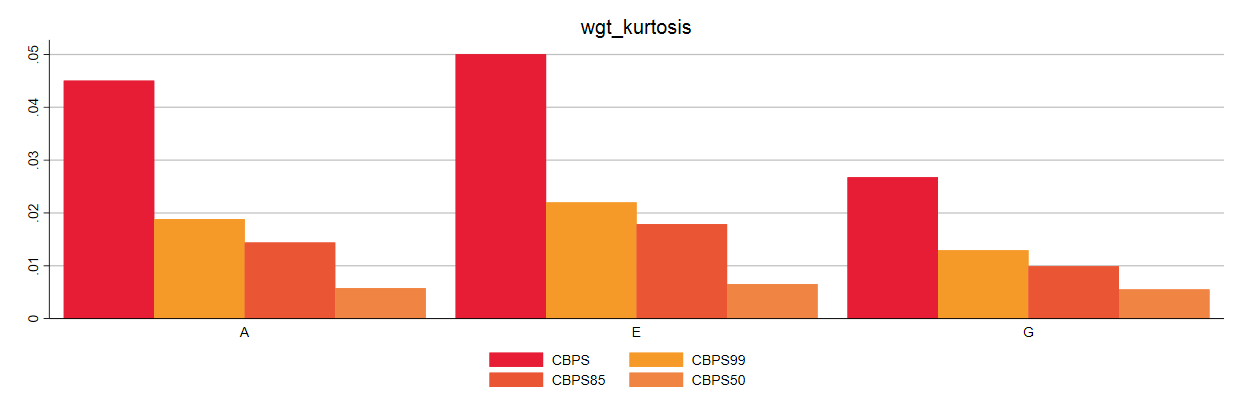 wgt_kurtosis
.05
.04
.03
.02
.01
0
A E G
CBPS CBPS99
CBPS85 CBPS50